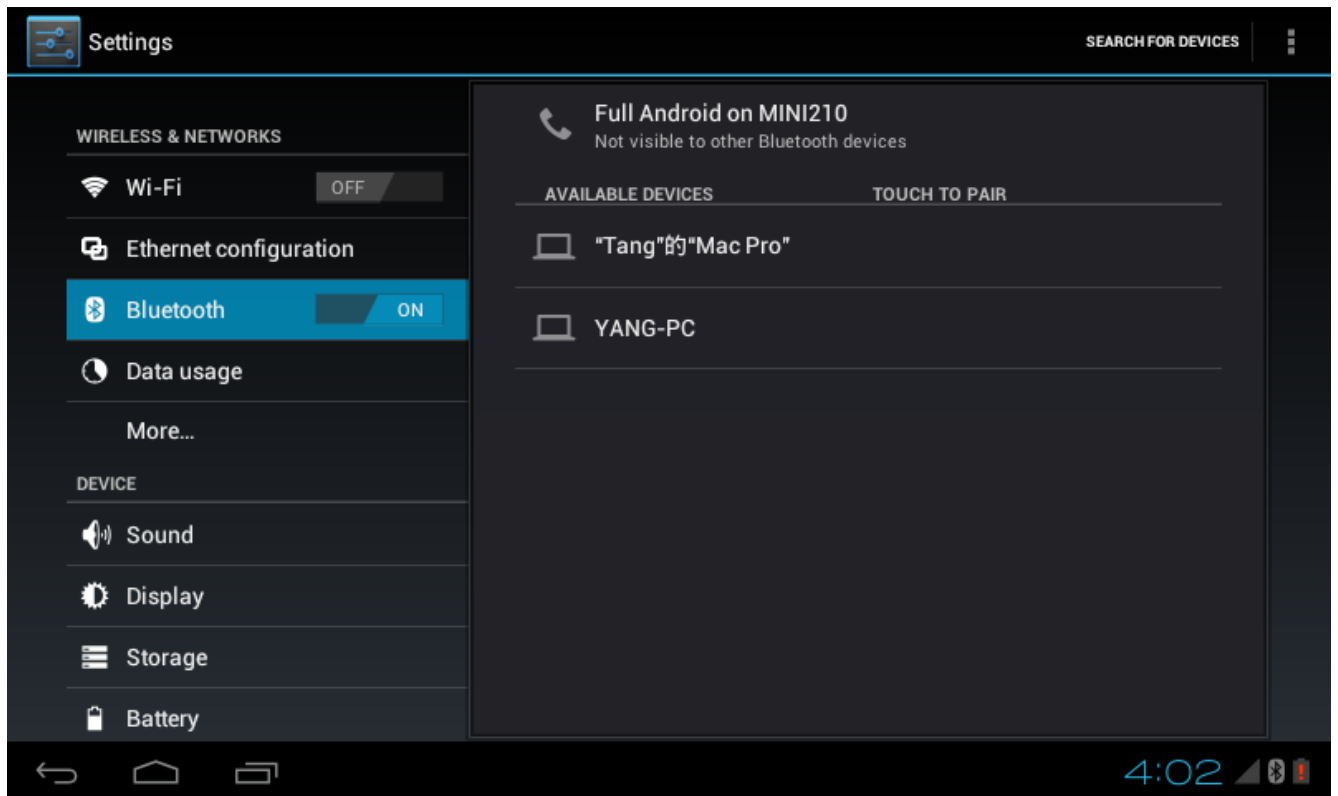 Settings
SEARCH FOR DEVICES
WIRELESS & NETWORKS
Wi-Fi
OFF
Ethernet configuration
Bluetooth
ON
Data usage
More...
DEVICE
Sound
Display
Storage
Battery
Full Android on MINI210
Not visible to other Bluetooth devices
AVAILABLE DEVICES
TOUCH TO PAIR
“Tang”的“Mac Pro”
YANG-PC
4:02